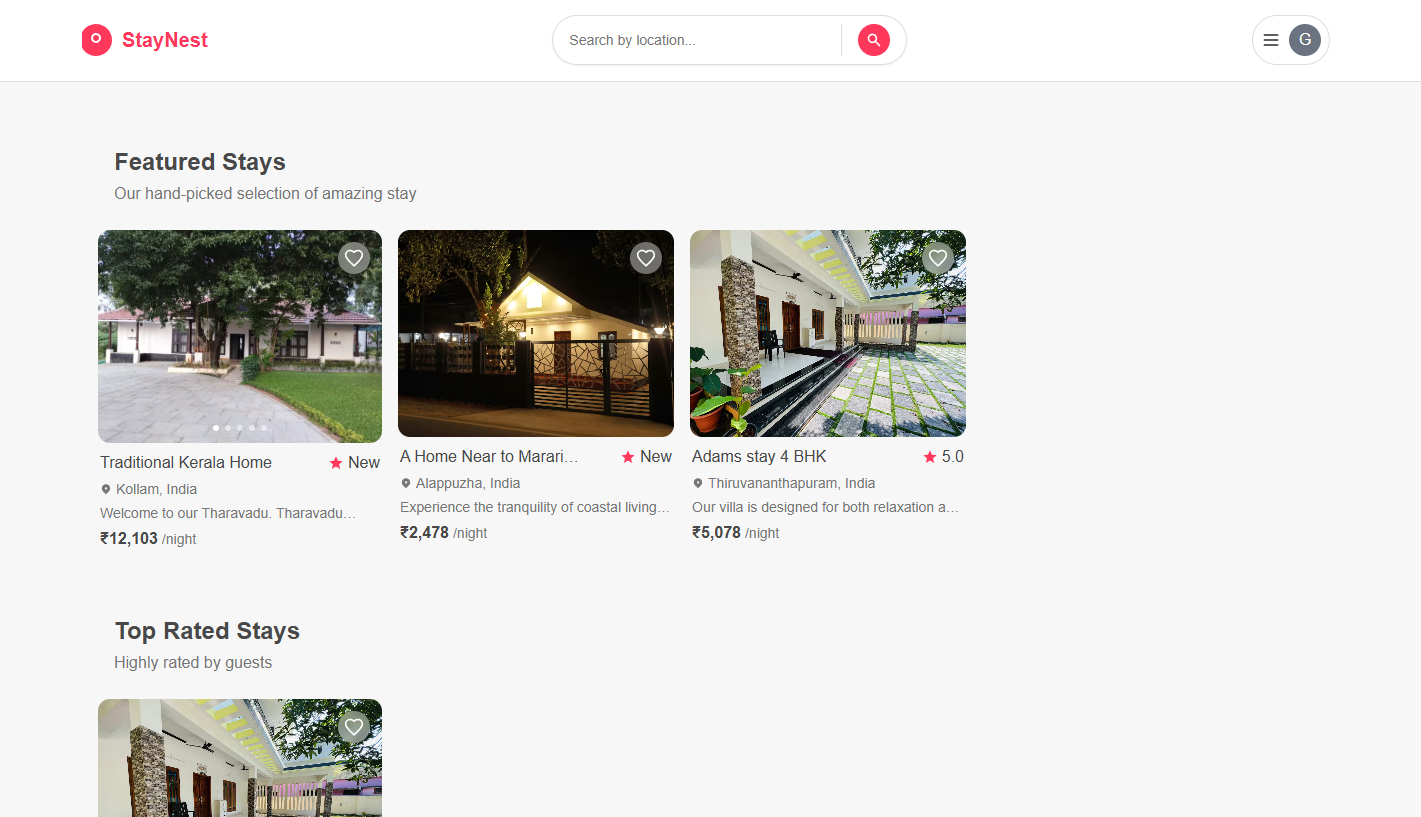 StayNest
Search by location...
G
Featured Stays
Our hand-picked selection of amazing stay
Traditional Kerala Home
New
Kollam, India
Welcome to our Tharavadu. Tharavadu…
₹12,103 /night
A Home Near to Marari…
New
Alappuzha, India
Experience the tranquility of coastal living…
₹2,478 /night
Adams stay 4 BHK
5.0
Thiruvananthapuram, India
Our villa is designed for both relaxation a…
₹5,078 /night
Top Rated Stays
Highly rated by guests